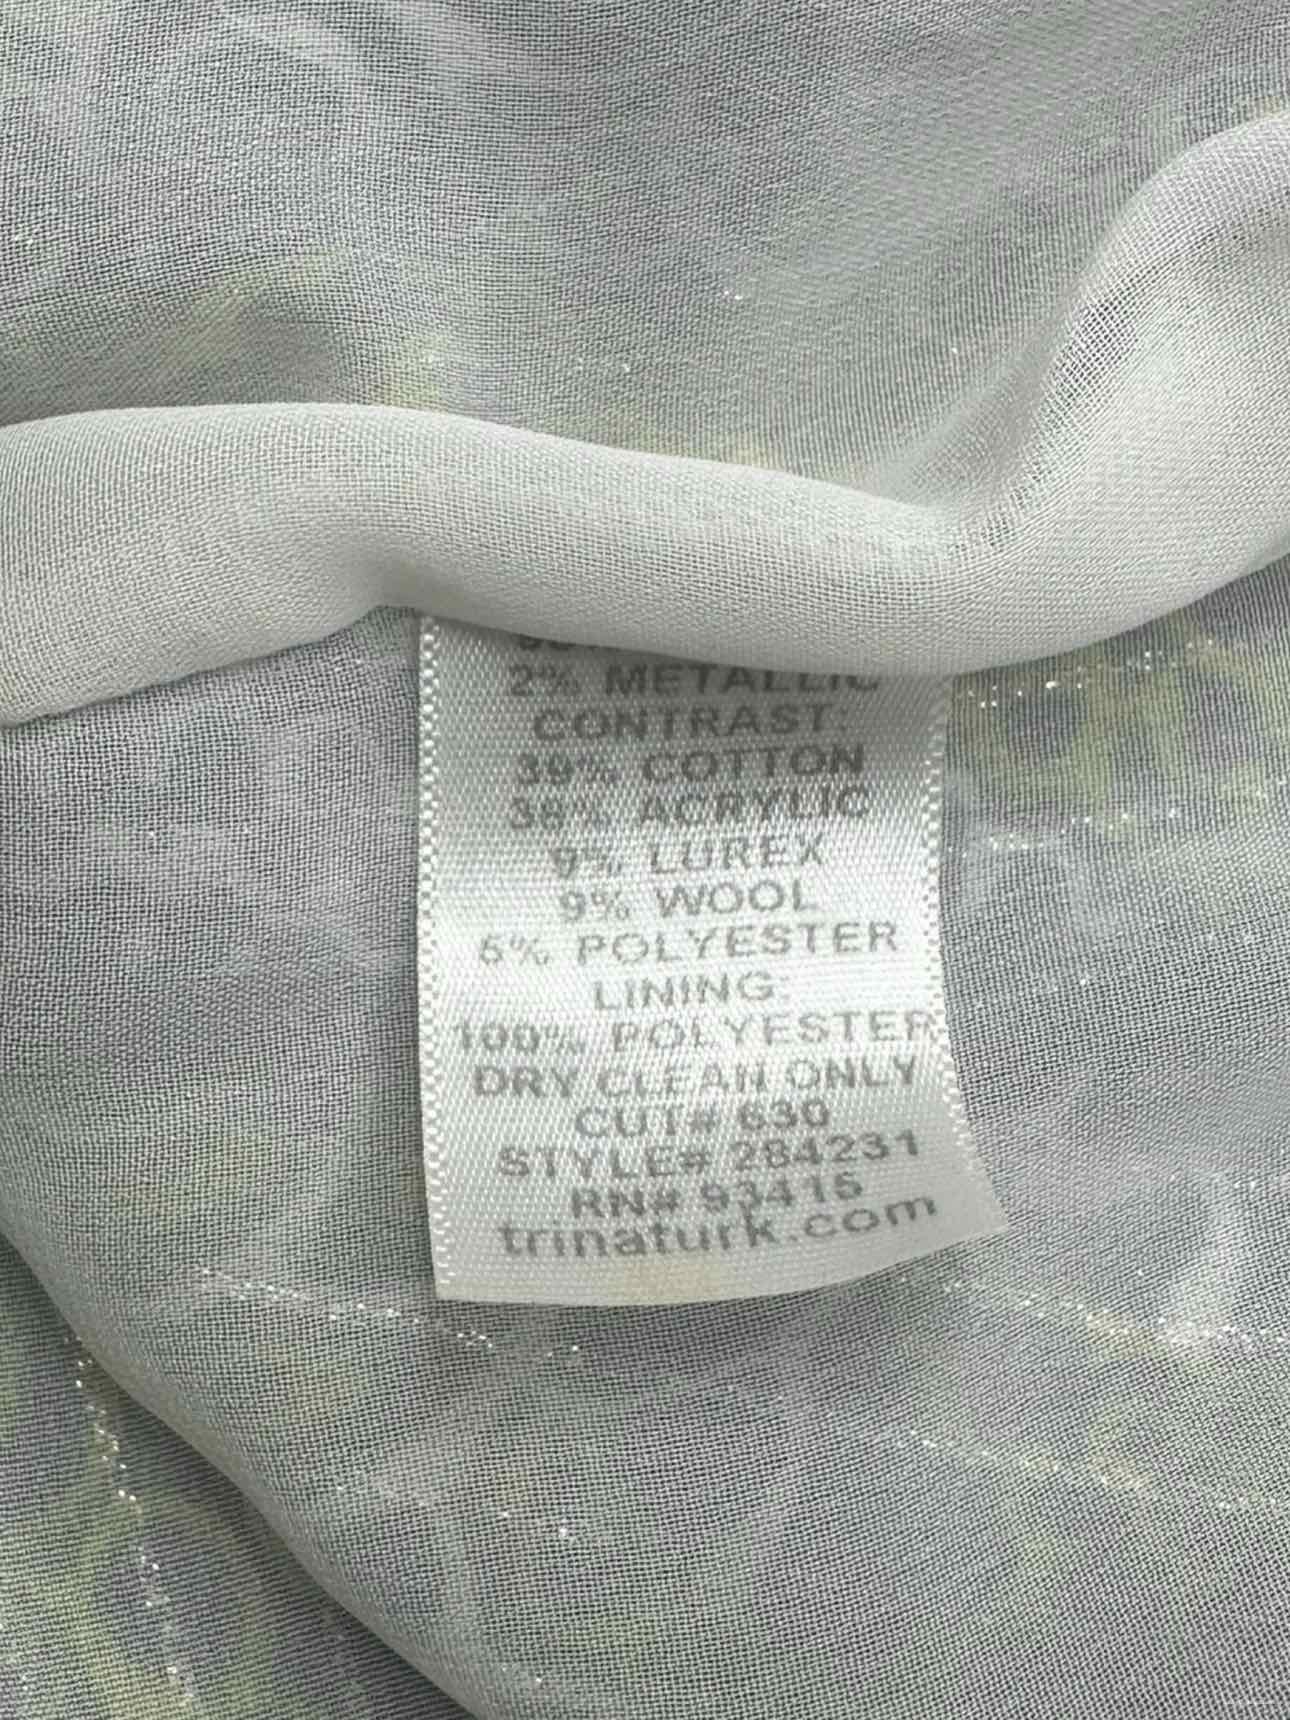 2% METALLIC
CONTRAST:
39% COTTON
38% ACRYLIC
9% LUREX
9% WOOL
5% POLYESTER
LINING:
100% POLYESTER
DRY CLEAN ONLY
CUT# 630
STYLE# 284231
RN# 93415
trinaturk.com